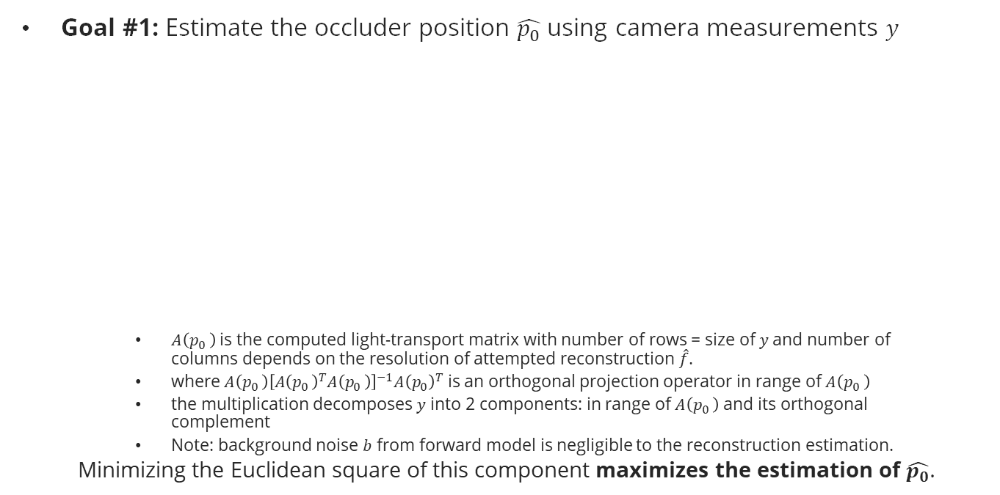 • Goal #1: Estimate the occluder position $\widehat{p_0}$ using camera measurements $y$
• $A(p_0)$ is the computed light-transport matrix with number of rows = size of $y$ and number of
columns depends on the resolution of attempted reconstruction $\hat{f}$.
• where $A(p_0)[A(p_0)^T A(p_0)]^{-1} A(p_0)^T$ is an orthogonal projection operator in range of $A(p_0)$
• the multiplication decomposes $y$ into 2 components: in range of $A(p_0)$ and its orthogonal
complement
• Note: background noise $b$ from forward model is negligible to the reconstruction estimation.
Minimizing the Euclidean square of this component maximizes the estimation of $\widehat{p_0}$.